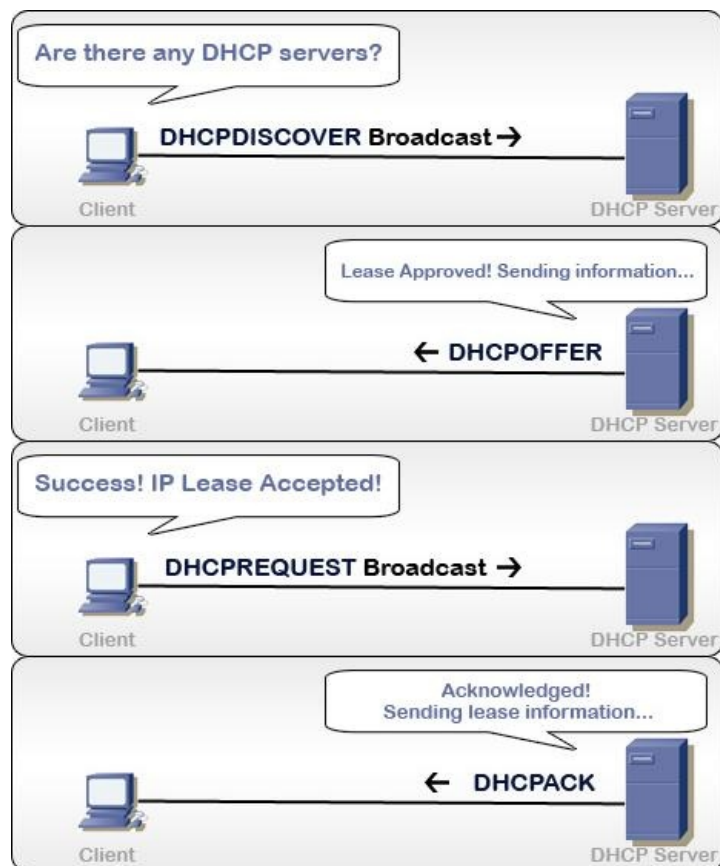 Are there any DHCP servers?
DHCPDISCOVER Broadcast →
Client
DHCP Server
Lease Approved! Sending information...
← DHCPOFFER
Client
DHCP Server
Success! IP Lease Accepted!
DHCPREQUEST Broadcast →
Client
DHCP Server
Acknowledged!
Sending lease information...
← DHCPACK
Client
DHCP Server